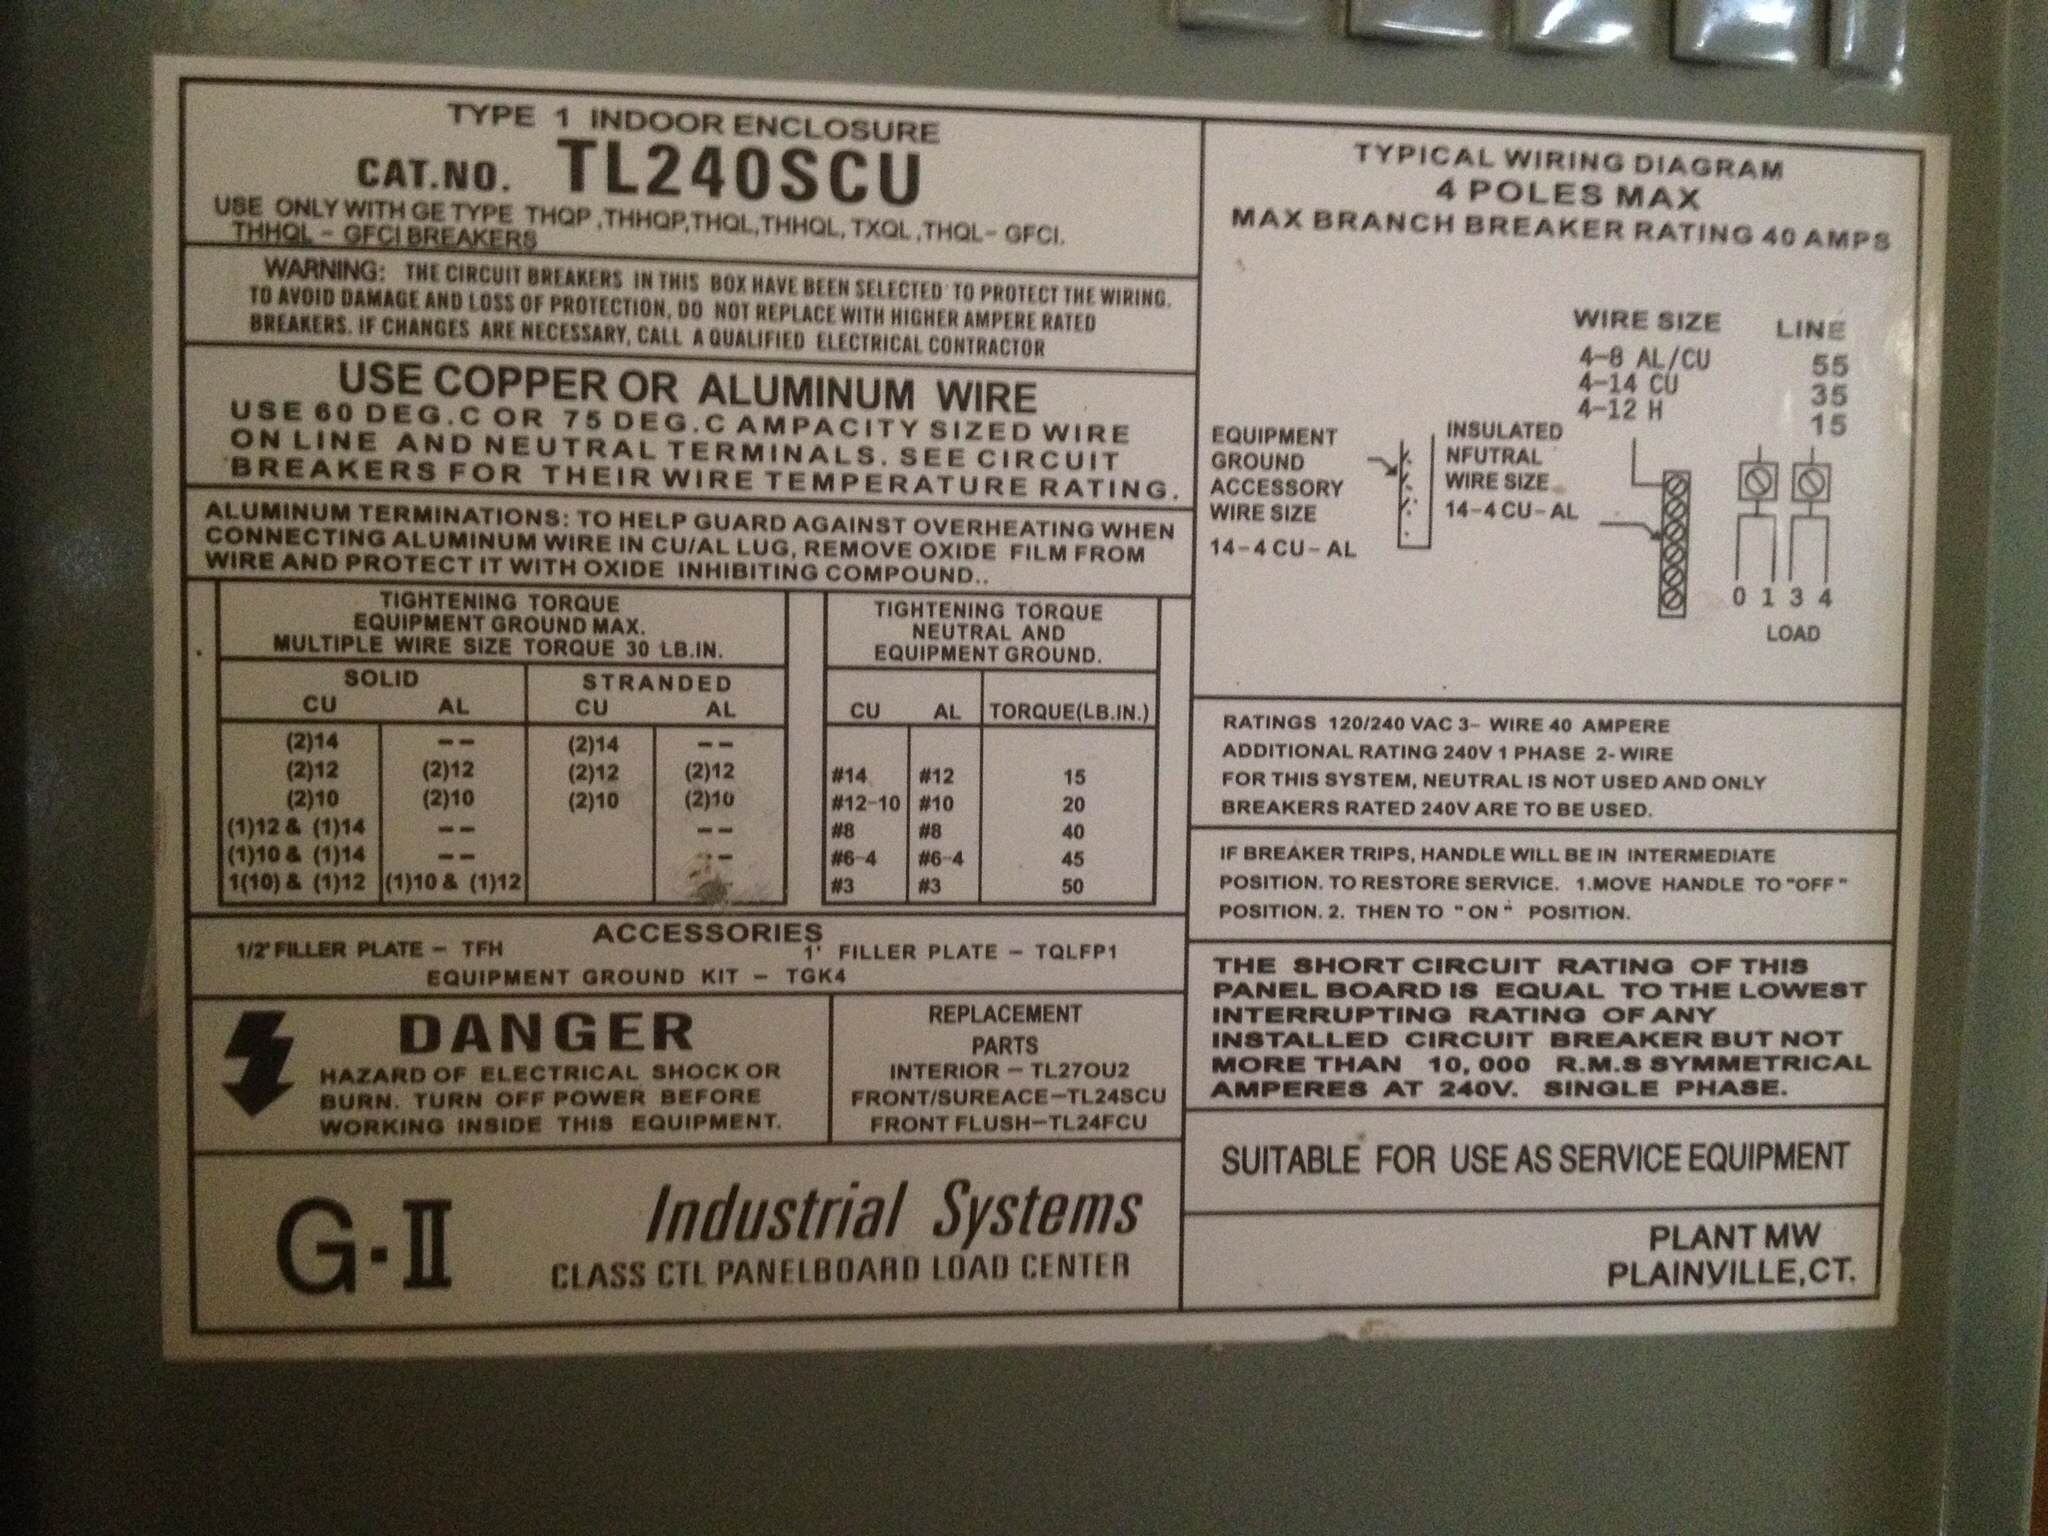 TYPE 1 INDOOR ENCLOSURE
CAT.NO. TL240SCU
USE ONLY WITH GE TYPE THQP ,THHQP,THQL,THHQL, TXQL ,THQL- GFCI.
THHQL - GFCI BREAKERS
WARNING: THE CIRCUIT BREAKERS IN THIS BOX HAVE BEEN SELECTED TO PROTECT THE WIRING.
TO AVOID DAMAGE AND LOSS OF PROTECTION, DO NOT REPLACE WITH HIGHER AMPERE RATED
BREAKERS. IF CHANGES ARE NECESSARY, CALL A QUALIFIED ELECTRICAL CONTRACTOR
USE COPPER OR ALUMINUM WIRE
USE 60 DEG.C OR 75 DEG.C AMPACITY SIZED WIRE
ON LINE AND NEUTRAL TERMINALS. SEE CIRCUIT
BREAKERS FOR THEIR WIRE TEMPERATURE RATING.
ALUMINUM TERMINATIONS: TO HELP GUARD AGAINST OVERHEATING WHEN
CONNECTING ALUMINUM WIRE IN CU/AL LUG, REMOVE OXIDE FILM FROM
WIRE AND PROTECT IT WITH OXIDE INHIBITING COMPOUND..
TIGHTENING TORQUE
EQUIPMENT GROUND MAX.
MULTIPLE WIRE SIZE TORQUE 30 LB.IN.
SOLID STRANDED
CU AL CU AL
(2)14 -- (2)14 --
(2)12 (2)12 (2)12 (2)12
(2)10 (2)10 (2)10 (2)10
(1)12 & (1)14 -- --
(1)10 & (1)14 -- --
1(10) & (1)12 (1)10 & (1)12
TIGHTENING TORQUE
NEUTRAL AND
EQUIPMENT GROUND.
CU AL TORQUE(LB.IN.)
#14 #12 15
#12-10 #10 20
#8 #8 40
#6-4 #6-4 45
#3 #3 50
ACCESSORIES
1/2" FILLER PLATE - TFH 1' FILLER PLATE - TQLFP1
EQUIPMENT GROUND KIT - TGK4
DANGER
HAZARD OF ELECTRICAL SHOCK OR
BURN. TURN OFF POWER BEFORE
WORKING INSIDE THIS EQUIPMENT.
REPLACEMENT
PARTS
INTERIOR - TL27OU2
FRONT/SUREACE-TL24SCU
FRONT FLUSH-TL24FCU
G-II
Industrial Systems
CLASS CTL PANELBOARD LOAD CENTER
TYPICAL WIRING DIAGRAM
4 POLES MAX
MAX BRANCH BREAKER RATING 40 AMPS
WIRE SIZE LINE
4-8 AL/CU 55
4-14 CU 35
4-12 H 15
EQUIPMENT
GROUND
ACCESSORY
WIRE SIZE
14-4 CU-AL
INSULATED
NFUTRAL
WIRE SIZE
14-4 CU-AL
0 1 3 4
LOAD
RATINGS 120/240 VAC 3- WIRE 40 AMPERE
ADDITIONAL RATING 240V 1 PHASE 2- WIRE
FOR THIS SYSTEM, NEUTRAL IS NOT USED AND ONLY
BREAKERS RATED 240V ARE TO BE USED.
IF BREAKER TRIPS, HANDLE WILL BE IN INTERMEDIATE
POSITION. TO RESTORE SERVICE. 1.MOVE HANDLE TO "OFF"
POSITION. 2. THEN TO "ON" POSITION.
THE SHORT CIRCUIT RATING OF THIS
PANEL BOARD IS EQUAL TO THE LOWEST
INTERRUPTING RATING OF ANY
INSTALLED CIRCUIT BREAKER BUT NOT
MORE THAN 10,000 R.M.S SYMMETRICAL
AMPERES AT 240V. SINGLE PHASE.
SUITABLE FOR USE AS SERVICE EQUIPMENT
PLANT MW
PLAINVILLE,CT.